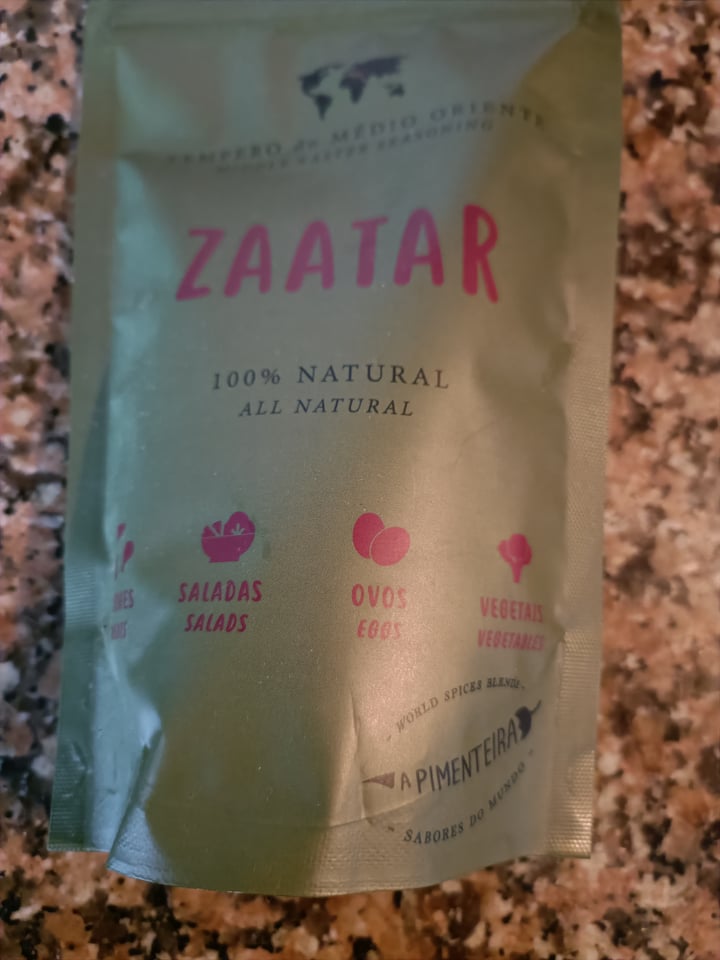 TEMPERO do MÉDIO ORIENTE
MIDDLE EASTER SEASONING
ZAATAR
100% NATURAL
ALL NATURAL
SALADAS
SALADS
OVOS
EGGS
VEGETAIS
VEGETABLES
- WORLD SPICES BLENDS -
A PIMENTEIRA
- SABORES DO MUNDO -